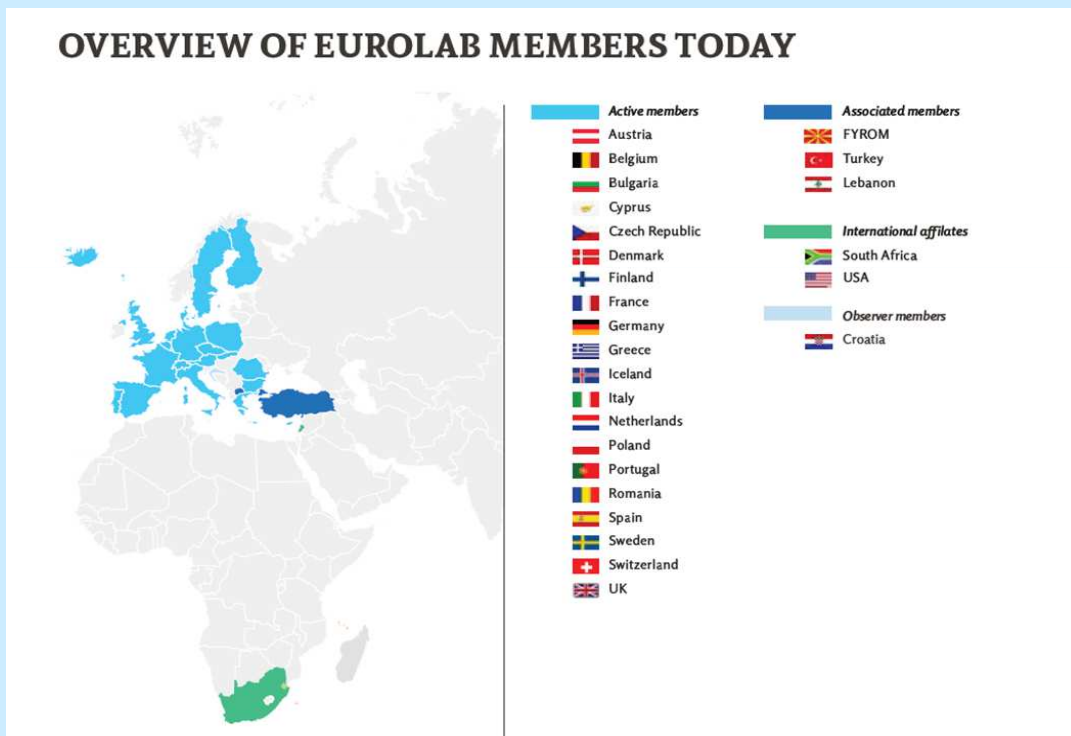 OVERVIEW OF EUROLAB MEMBERS TODAY
Active members
Austria
Belgium
Bulgaria
Cyprus
Czech Republic
Denmark
Finland
France
Germany
Greece
Iceland
Italy
Netherlands
Poland
Portugal
Romania
Spain
Sweden
Switzerland
UK
Associated members
FYROM
Turkey
Lebanon
International affilates
South Africa
USA
Observer members
Croatia